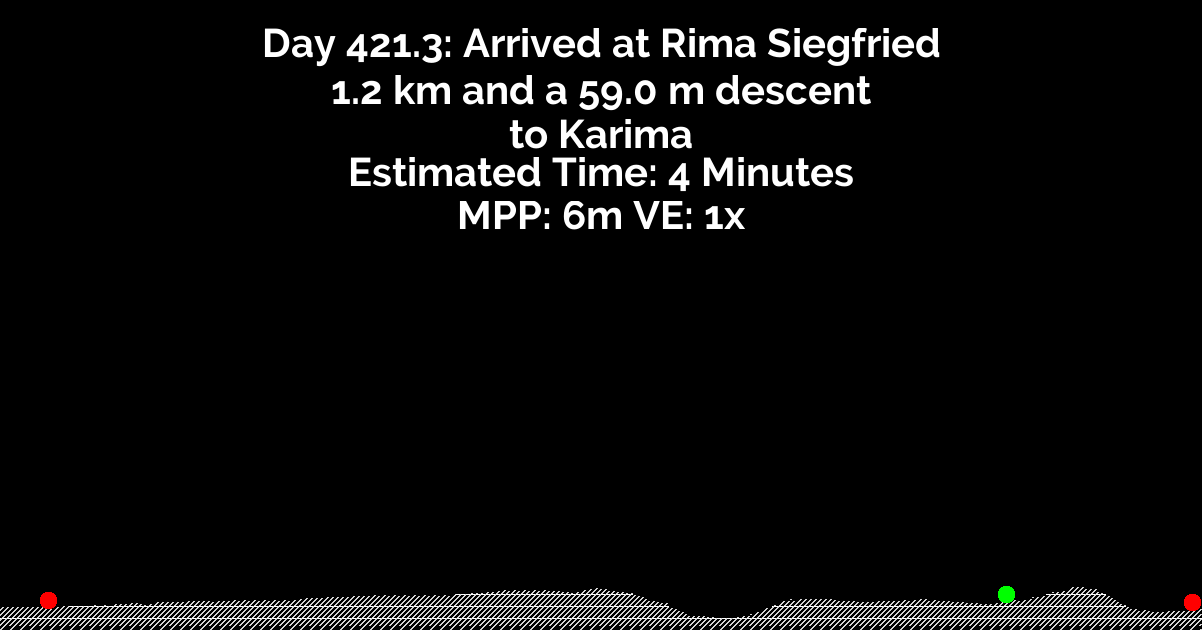 Day 421.3: Arrived at Rima Siegfried
1.2 km and a 59.0 m descent
to Karima
Estimated Time: 4 Minutes
MPP: 6m VE: 1x